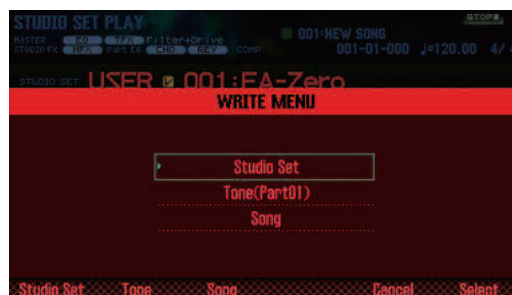 STUDIO SET PLAY
STOP
MASTER EQ TFX Filter+Drive
001:NEW SONG
STUDIO FX MFX Part EQ CHO REV COMP
001-01-000 ♩=120.00 4/4
STUDIO SET USER 001:FA-Zero
WRITE MENU
Studio Set
Tone(Part01)
Song
Studio Set Tone Song Cancel Select